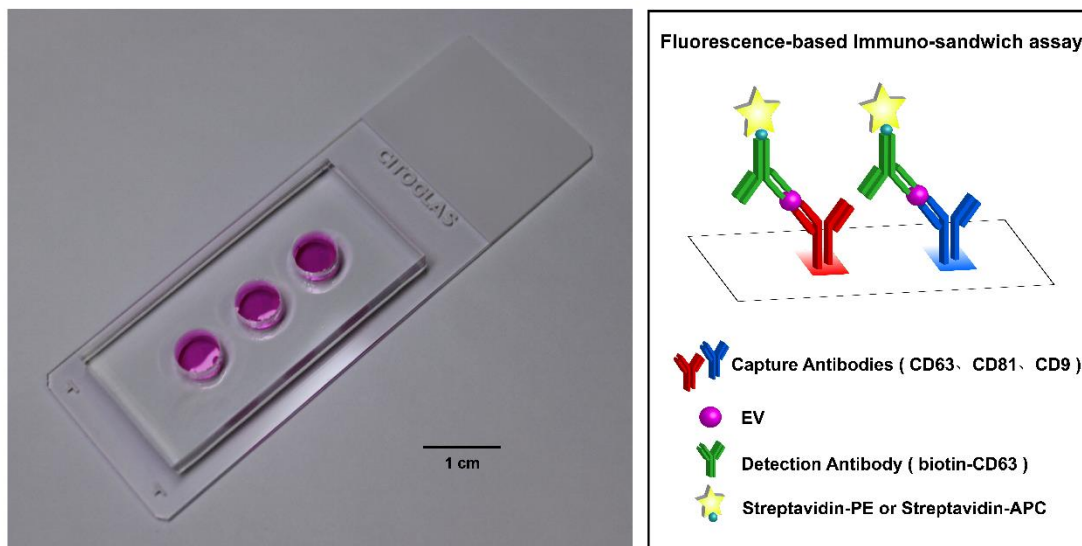 CITOGLAS
1 cm
Fluorescence-based Immuno-sandwich assay
Capture Antibodies ( CD63、CD81、CD9 )
EV
Detection Antibody ( biotin-CD63 )
Streptavidin-PE or Streptavidin-APC